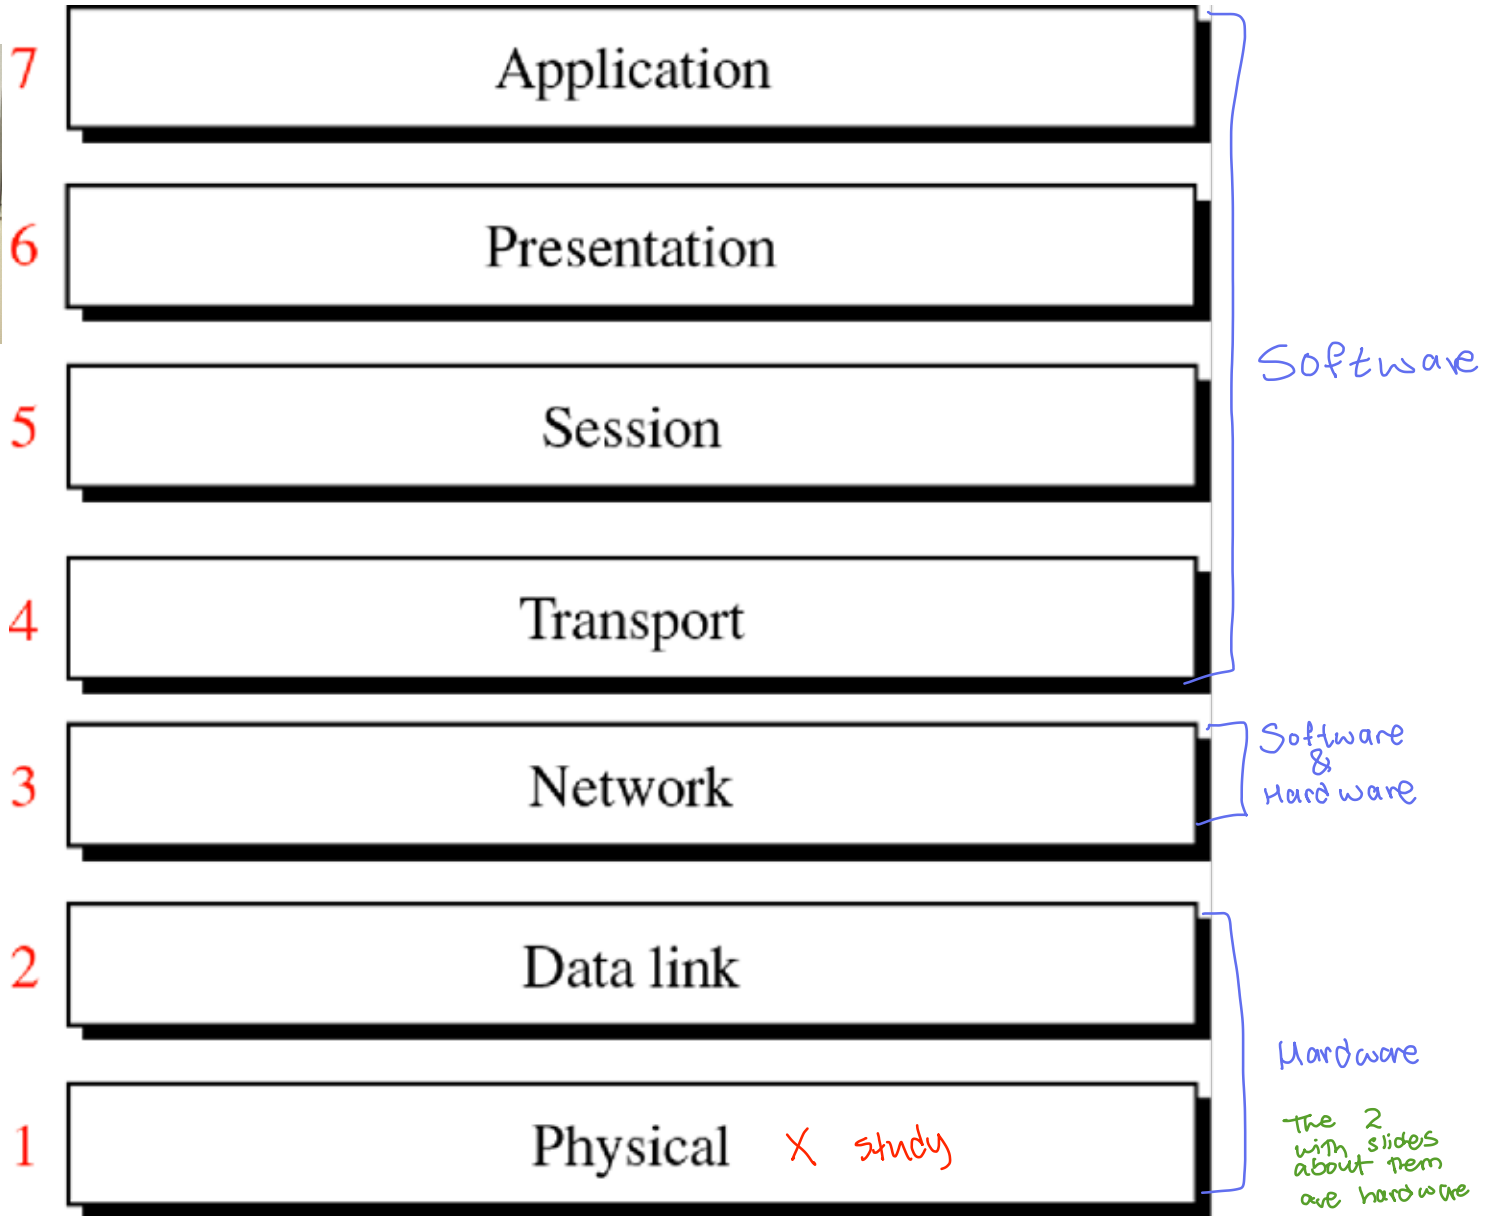 7 Application
6 Presentation
Software
5 Session
4 Transport
Software
&
Hardware
3 Network
2 Data link
Hardware
1 Physical X study
The 2
with slides
about them
are hardware